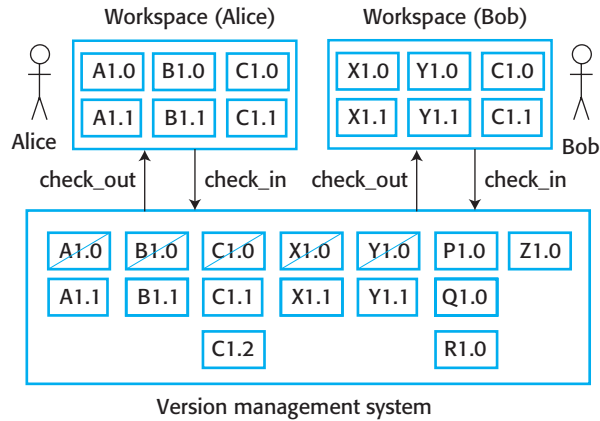 Workspace (Alice) Workspace (Bob)
A1.0 B1.0 C1.0 X1.0 Y1.0 C1.0
A1.1 B1.1 C1.1 X1.1 Y1.1 C1.1
Alice Bob
check_out check_in check_out check_in
A1.0 B1.0 C1.0 X1.0 Y1.0 P1.0 Z1.0
A1.1 B1.1 C1.1 X1.1 Y1.1 Q1.0
C1.2 R1.0
Version management system